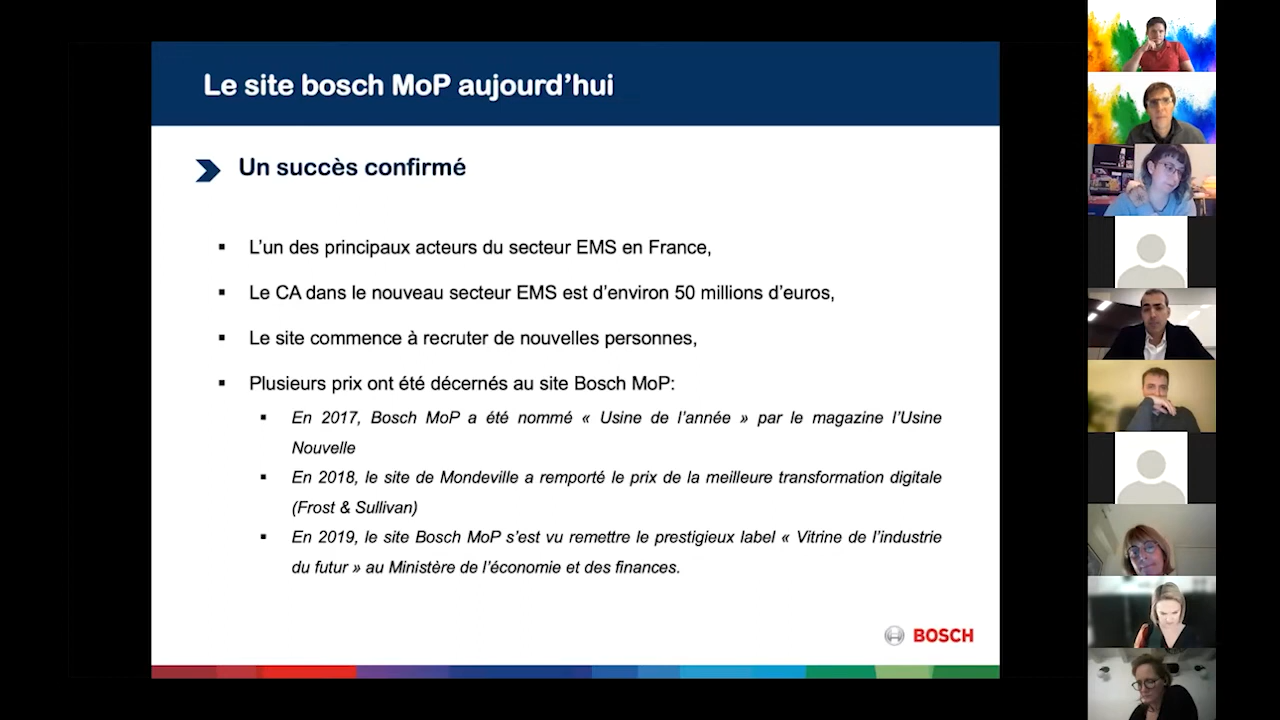 Le site bosch MoP aujourd’hui
Un succès confirmé
▪ L’un des principaux acteurs du secteur EMS en France,
▪ Le CA dans le nouveau secteur EMS est d’environ 50 millions d’euros,
▪ Le site commence à recruter de nouvelles personnes,
▪ Plusieurs prix ont été décernés au site Bosch MoP:
▪ En 2017, Bosch MoP a été nommé « Usine de l’année » par le magazine l’Usine
Nouvelle
▪ En 2018, le site de Mondeville a remporté le prix de la meilleure transformation digitale
(Frost & Sullivan)
▪ En 2019, le site Bosch MoP s’est vu remettre le prestigieux label « Vitrine de l’industrie
du futur » au Ministère de l’économie et des finances.
BOSCH